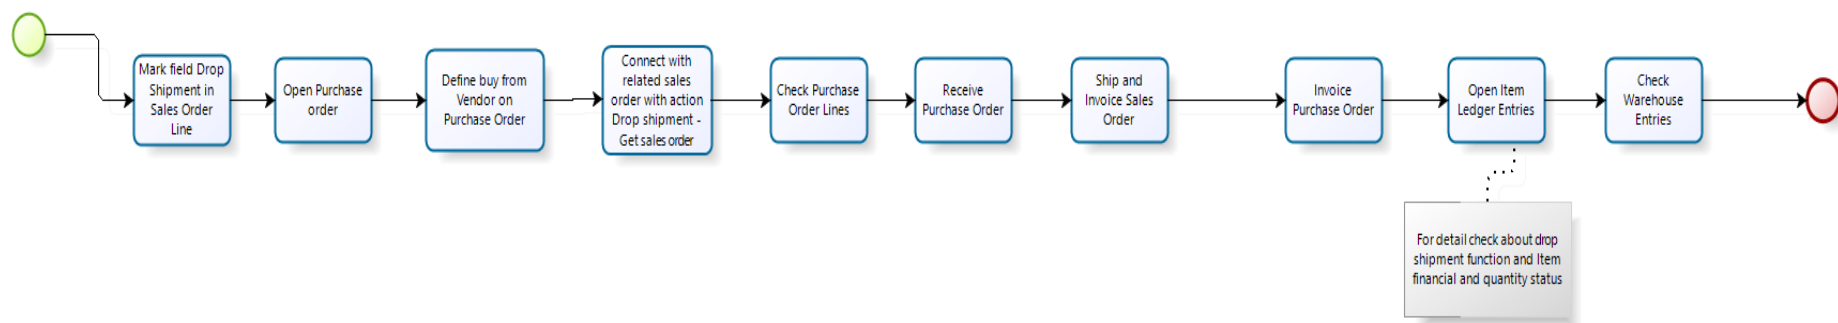 Mark field Drop
Shipment in
Sales Order
Line
Open Purchase
order
Define buy from
Vendor on
Purchase Order
Connect with
related sales
order with action
Drop shipment -
Get sales order
Check Purchase
Order Lines
Receive
Purchase Order
Ship and
Invoice Sales
Order
Invoice
Purchase Order
Open Item
Ledger Entries
Check
Warehouse
Entries
For detail check about drop
shipment function and Item
financial and quantity status